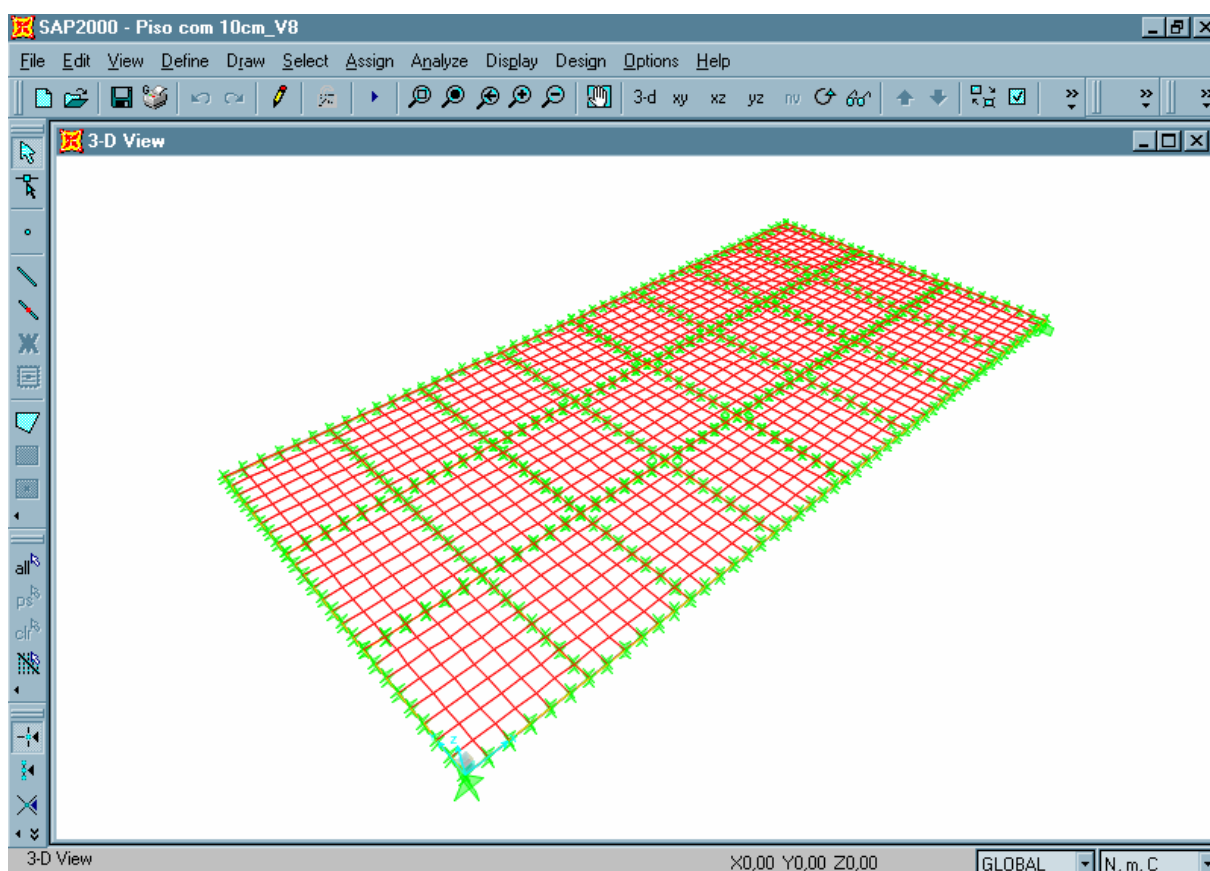 SAP2000 - Piso com 10cm_V8
File Edit View Define Draw Select Assign Analyze Display Design Options Help
3-d xy xz yz nv
3-D View
all
ps
clr
z
3-D View X0,00 Y0,00 Z0,00 GLOBAL N, m, C